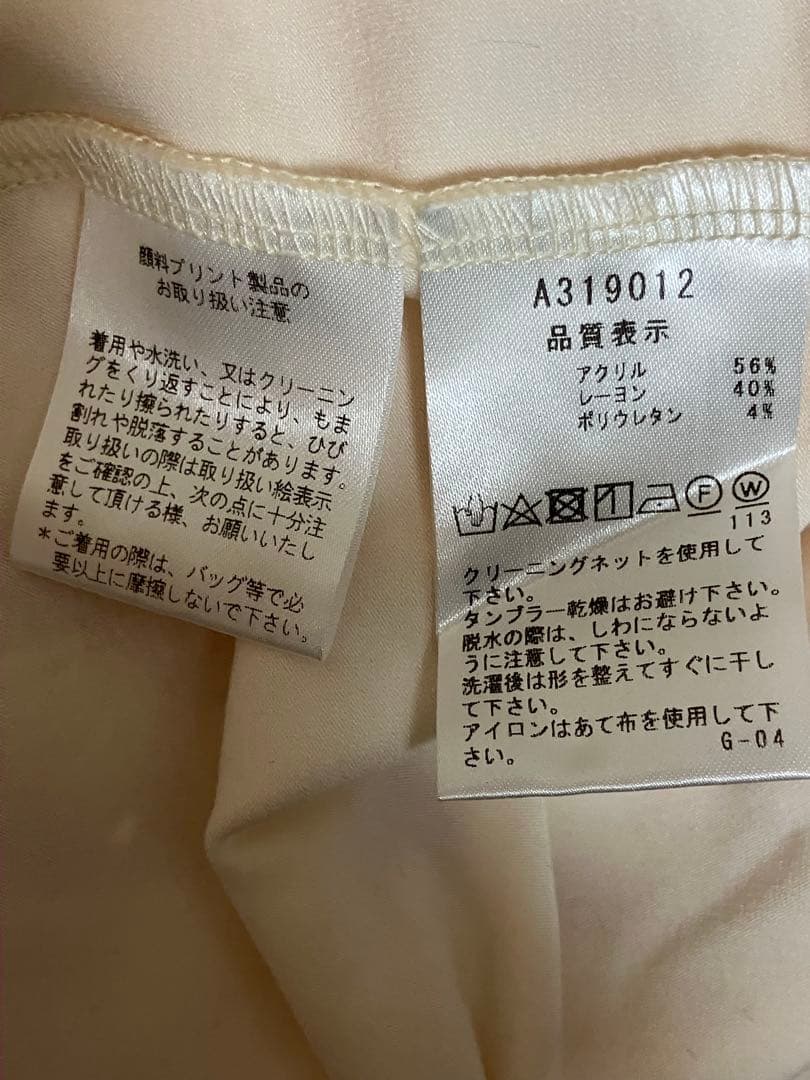 顔料プリント製品の
お取り扱い注意
着用や水洗い、又はクリーニン
グをくり返すことにより、もま
れたり擦られたりすると、ひび
割れや脱落することがあります。
取り扱いの際は取り扱い絵表示
をご確認の上、次の点に十分注
意して頂ける様、お願いいたし
ます。
*ご着用の際は、バッグ等で必
要以上に摩擦しないで下さい。
A319012
品質表示
アクリル 56%
レーヨン 40%
ポリウレタン 4%
F W
113
クリーニングネットを使用して
下さい。
タンブラー乾燥はお避け下さい。
脱水の際は、しわにならないよ
うに注意して下さい。
洗濯後は形を整えてすぐに干し
て下さい。
アイロンはあて布を使用して下
さい。 G-04